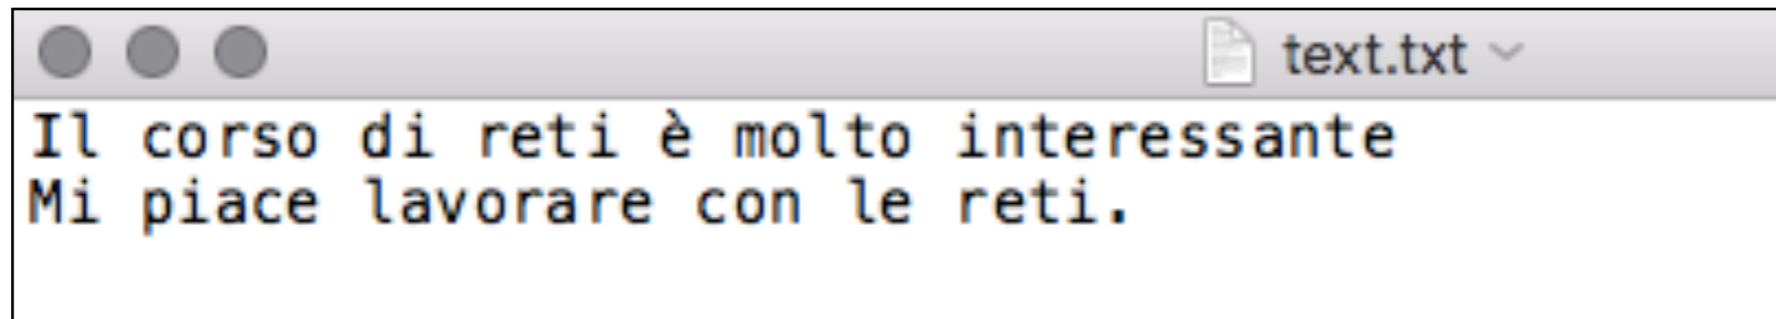 text.txt
Il corso di reti è molto interessante
Mi piace lavorare con le reti.